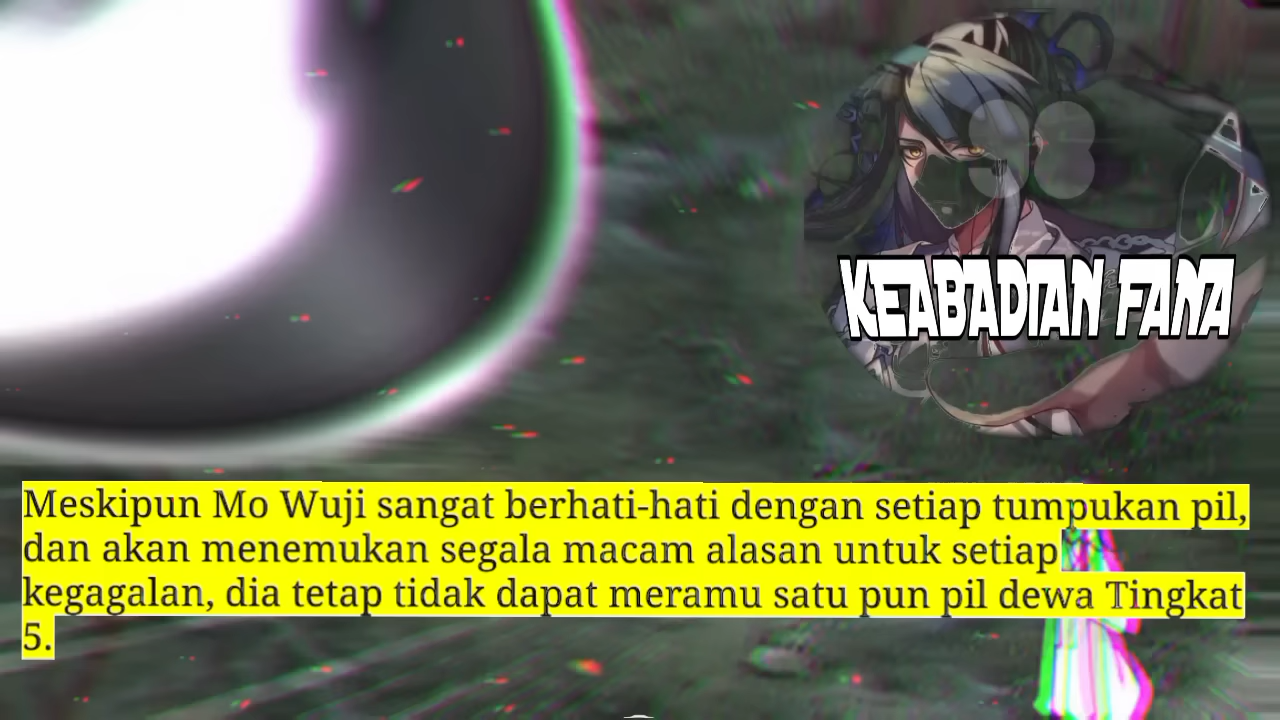 KEABADIAN FANA
Meskipun Mo Wuji sangat berhati-hati dengan setiap tumpukan pil,
dan akan menemukan segala macam alasan untuk setiap
kegagalan, dia tetap tidak dapat meramu satu pun pil dewa Tingkat
5.